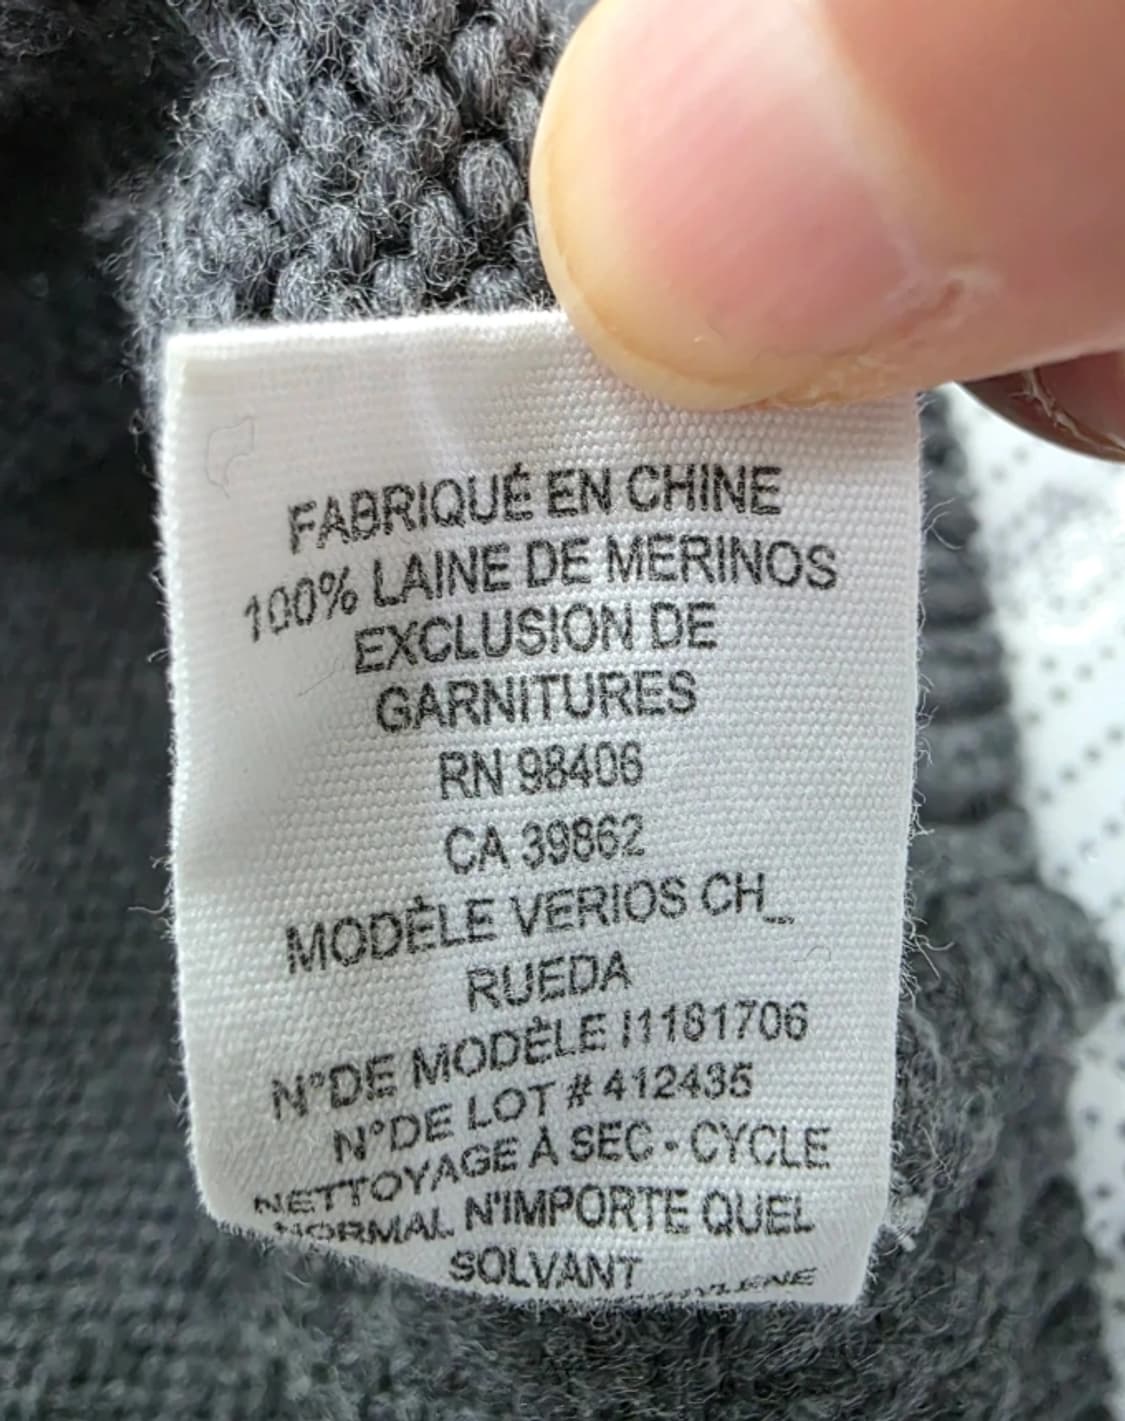 FABRIQUÉ EN CHINE
100% LAINE DE MERINOS
EXCLUSION DE
GARNITURES
RN 98406
CA 39862
MODÈLE VERIOS CH_
RUEDA
N°DE MODÈLE I1181706
N°DE LOT # 412435
NETTOYAGE À SEC - CYCLE
NORMAL N'IMPORTE QUEL
SOLVANT